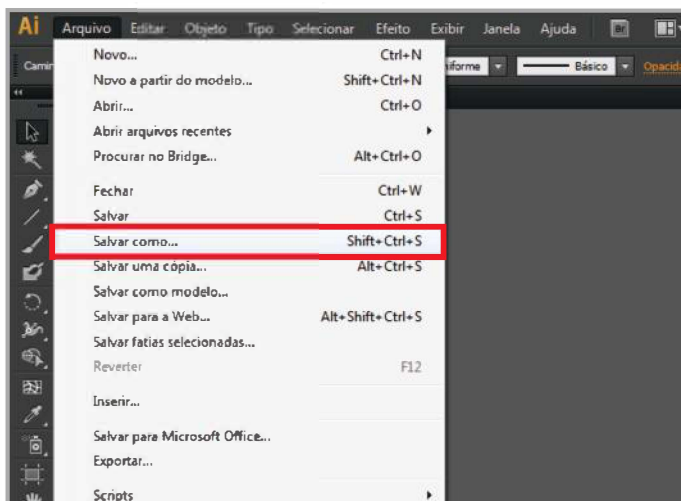 Ai Arquivo Editar Objeto Tipo Selecionar Efeito Exibir Janela Ajuda Br
Novo... Ctrl+N
Novo a partir do modelo... Shift+Ctrl+N
Abrir... Ctrl+O
Abrir arquivos recentes
Procurar no Bridge... Alt+Ctrl+O
Fechar Ctrl+W
Salvar Ctrl+S
Salvar como... Shift+Ctrl+S
Salvar uma cópia... Alt+Ctrl+S
Salvar como modelo...
Salvar para a Web... Alt+Shift+Ctrl+S
Salvar fatias selecionadas...
Reverter F12
Inserir...
Salvar para Microsoft Office...
Exportar...
Scripts
Camin
iforme Básico Opacid